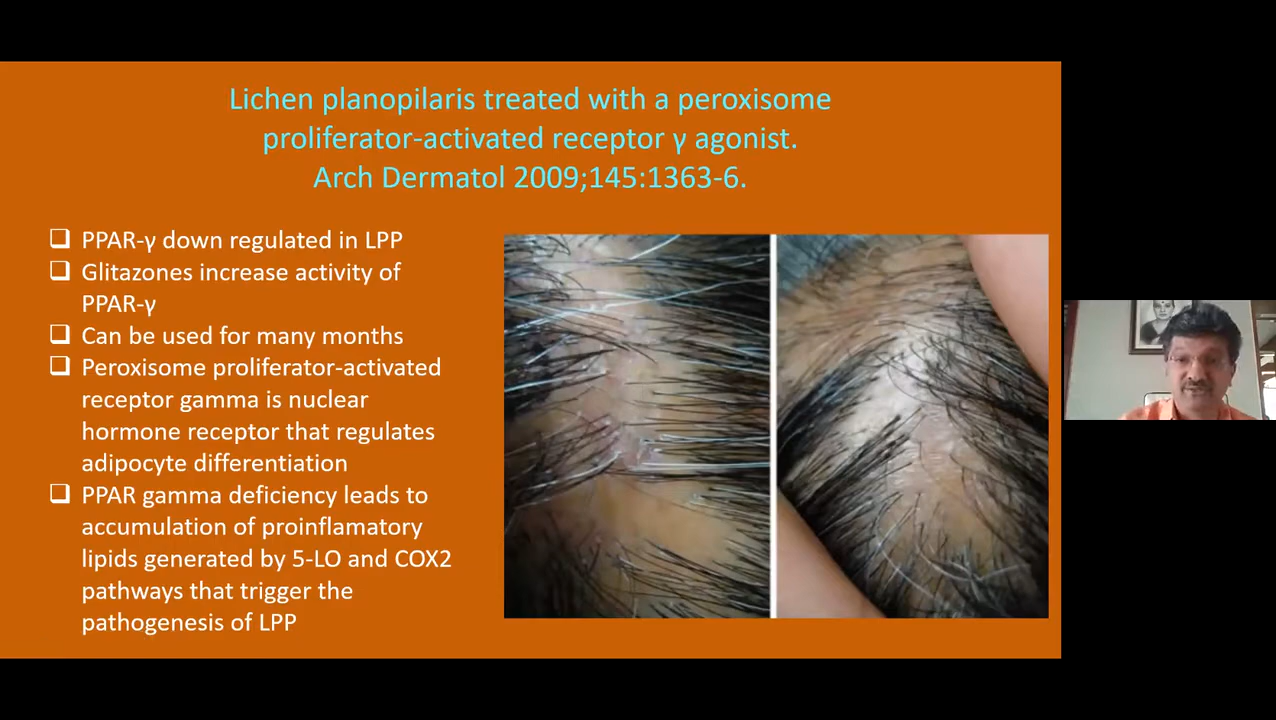 Lichen planopilaris treated with a peroxisome
proliferator-activated receptor γ agonist.
Arch Dermatol 2009;145:1363-6.
PPAR-γ down regulated in LPP
Glitazones increase activity of
PPAR-γ
Can be used for many months
Peroxisome proliferator-activated
receptor gamma is nuclear
hormone receptor that regulates
adipocyte differentiation
PPAR gamma deficiency leads to
accumulation of proinflamatory
lipids generated by 5-LO and COX2
pathways that trigger the
pathogenesis of LPP